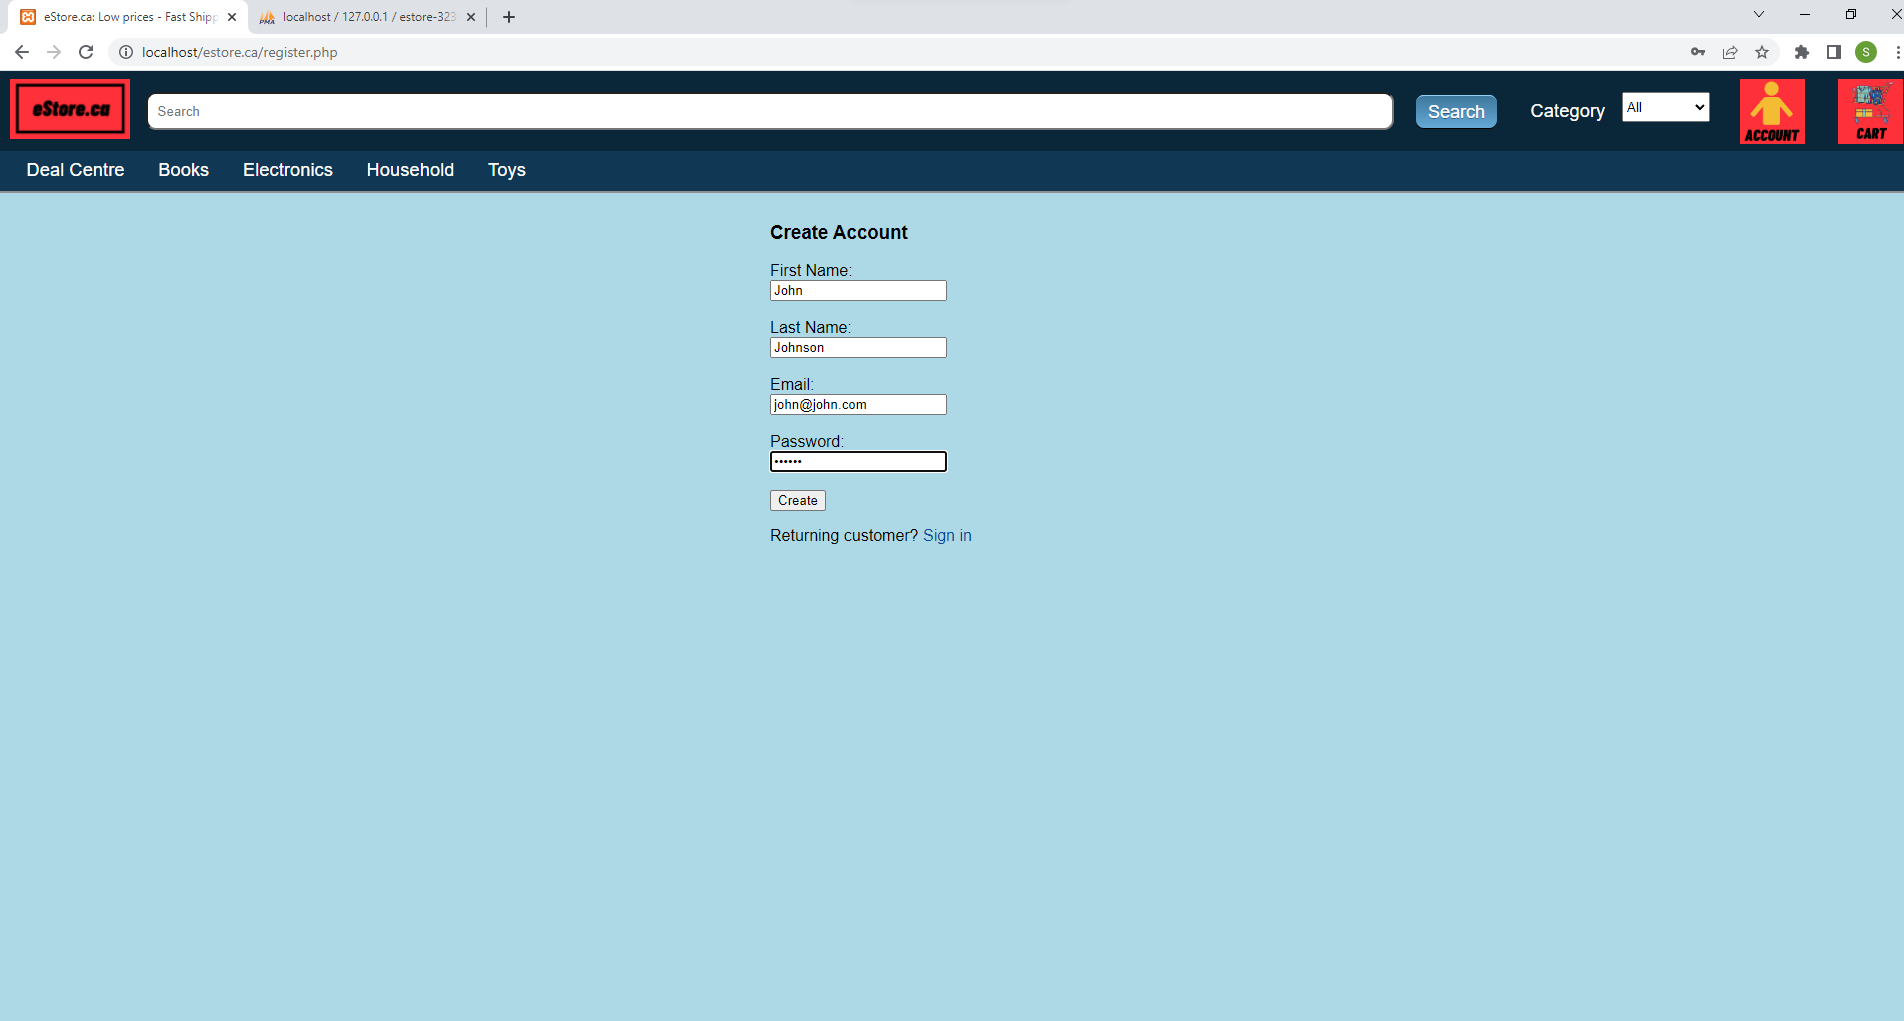 eStore.ca: Low prices - Fast Shipp
localhost / 127.0.0.1 / estore-323
localhost/estore.ca/register.php
S
eStore.ca
Search
Search
Category
All
ACCOUNT
CART
Deal Centre Books Electronics Household Toys
Create Account
First Name:
John
Last Name:
Johnson
Email:
john@john.com
Password:
••••••
Create
Returning customer? Sign in